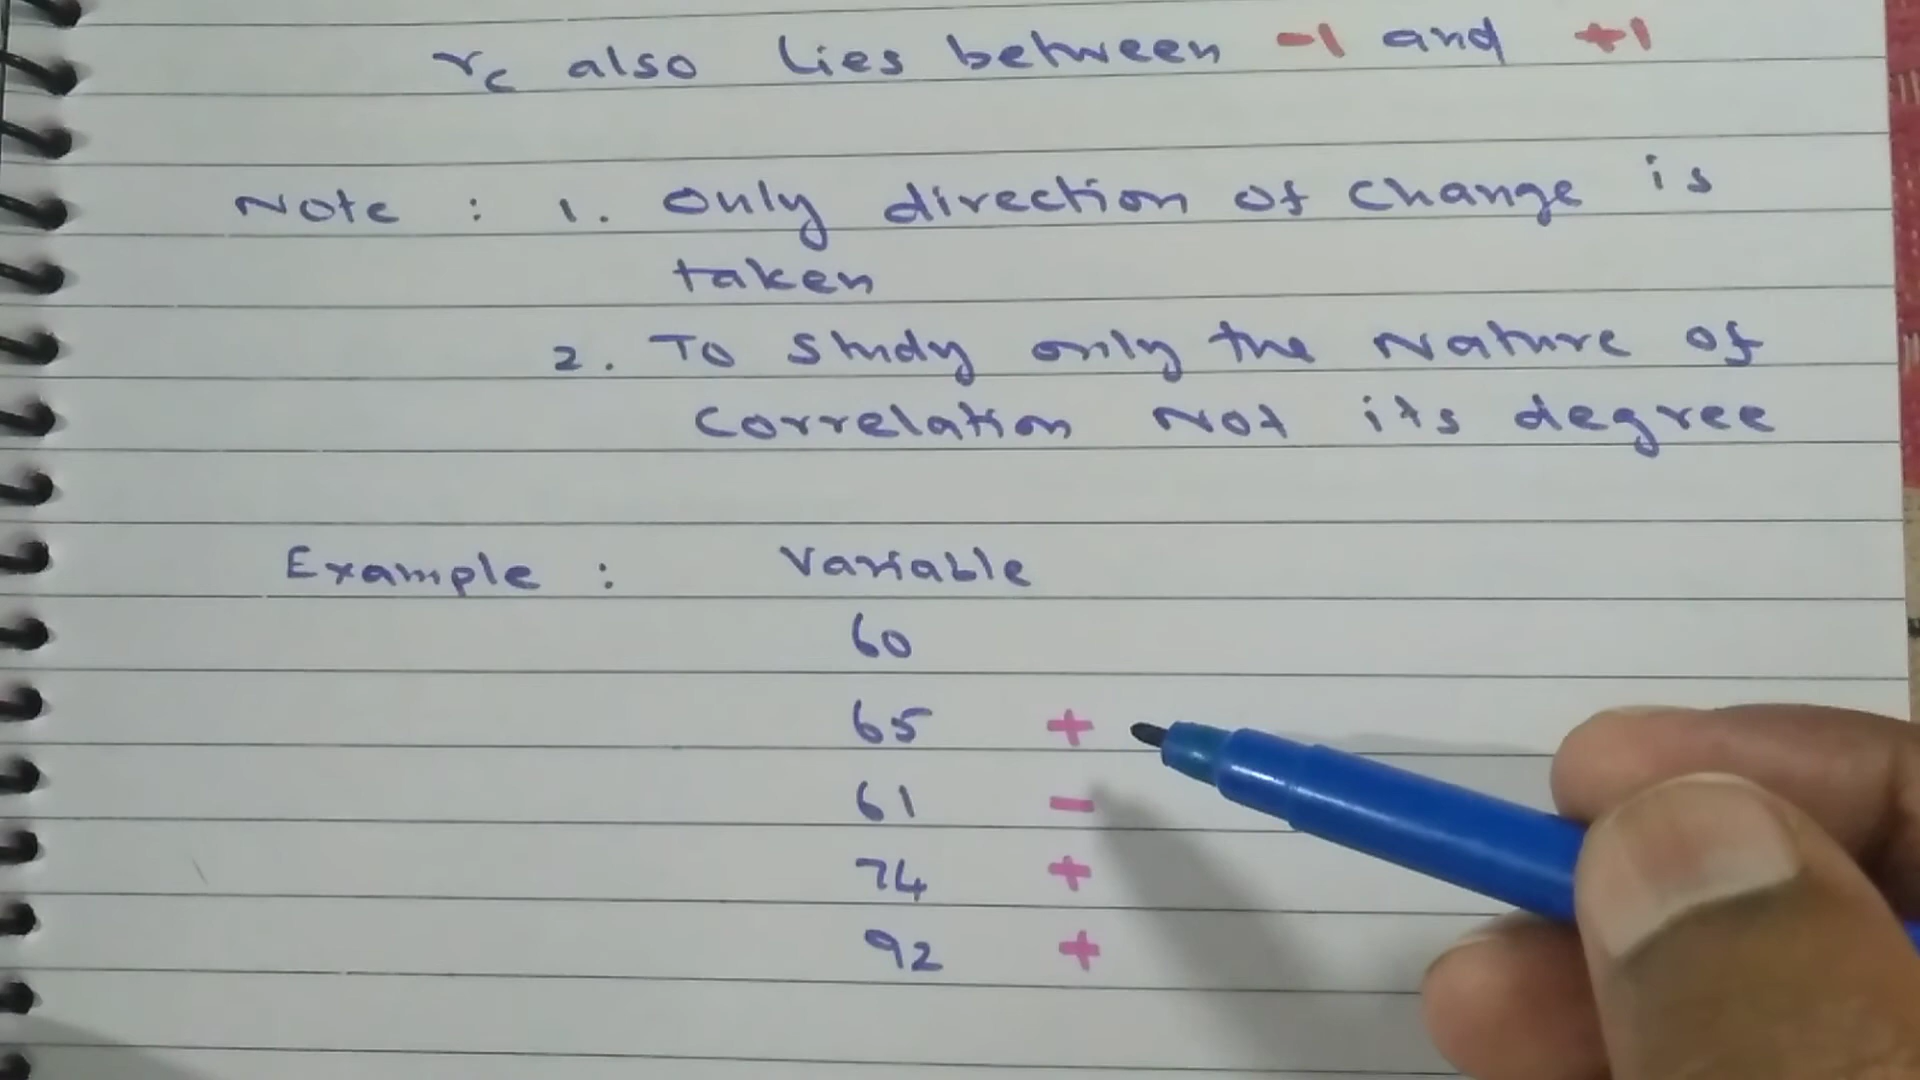 rc also lies between -1 and +1
Note : 1. Only direction of change is
taken
2. To study only the Nature of
Correlation Not its degree
Example : Variable
60
65 +
61 -
74 +
92 +